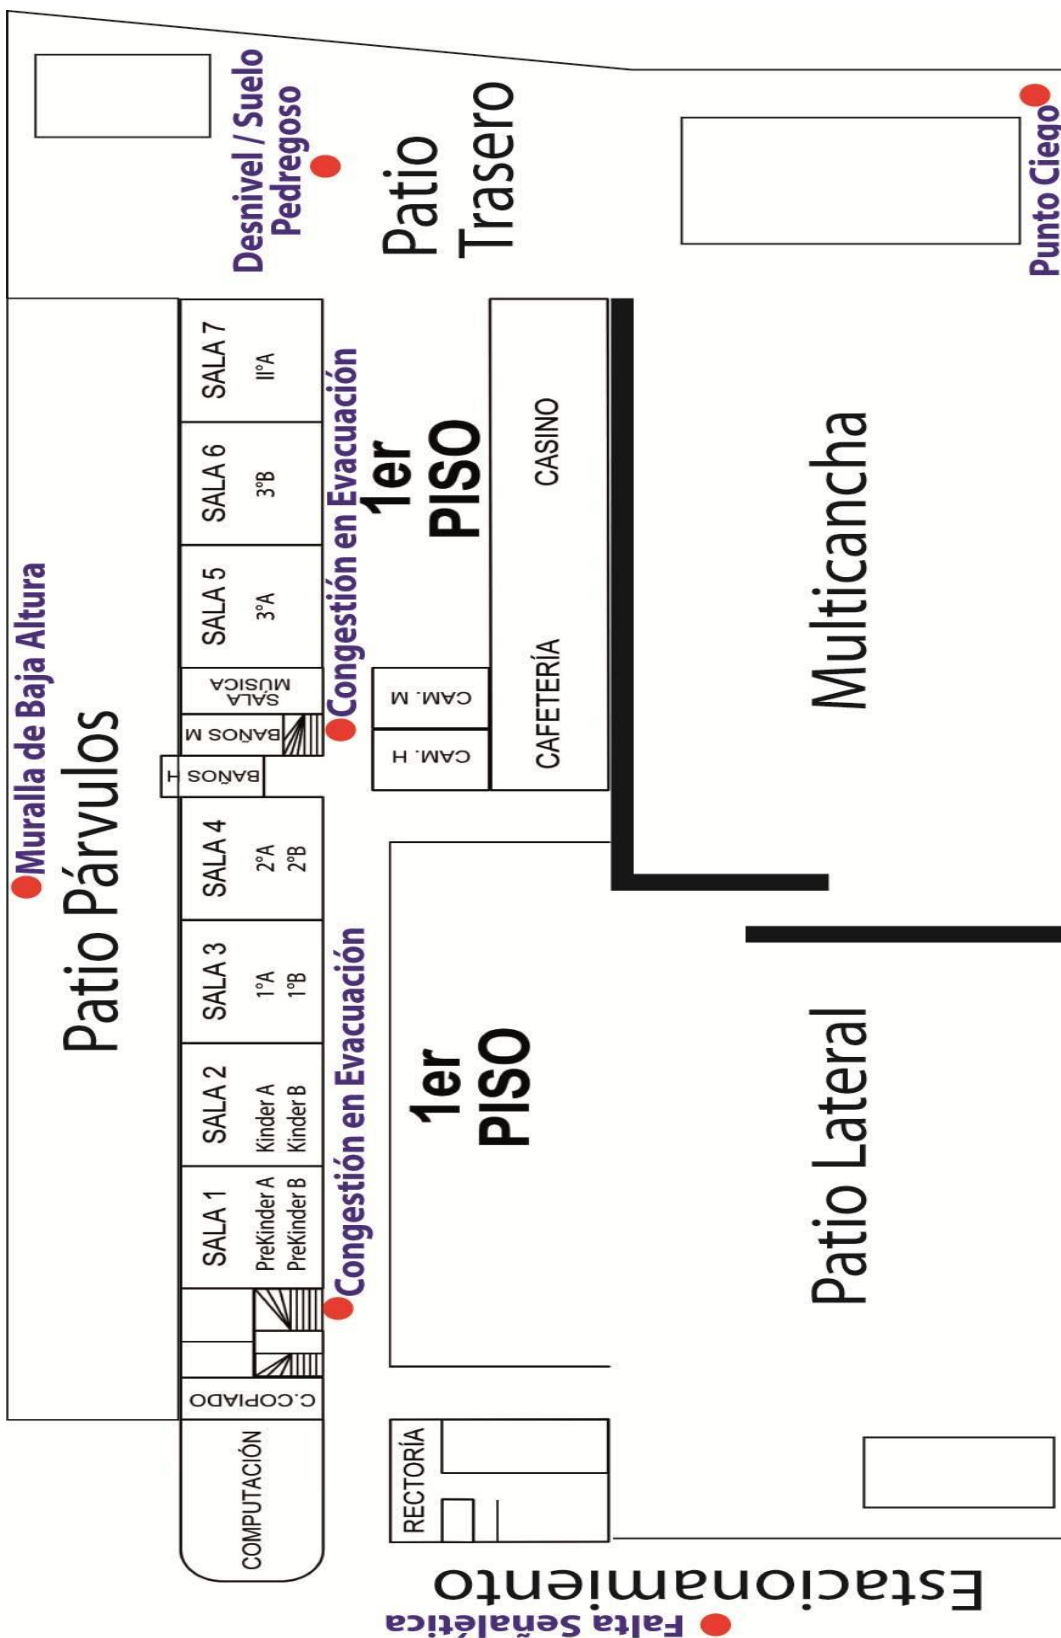 Muralla de Baja Altura
Patio Párvulos
COMPUTACIÓN
C.COPIADO
SALA 1
PreKinder A
PreKinder B
SALA 2
Kinder A
Kinder B
SALA 3
1°A
1°B
SALA 4
2°A
2°B
BAÑOS H
BAÑOS M
SALA
MÚSICA
SALA 5
3°A
SALA 6
3°B
SALA 7
II°A
Desnivel / Suelo
Pedregoso
Congestión en Evacuación
Congestión en Evacuación
1er
PISO
1er
PISO
Patio
Trasero
RECTORÍA
CAM. H
CAM. M
CAFETERÍA
CASINO
Estacionamiento
Falta Señalética
Patio Lateral
Multicancha
Punto Ciego